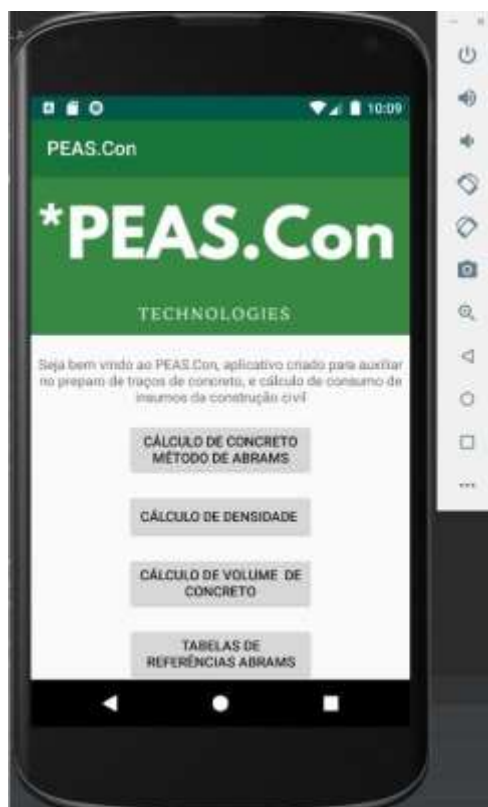 10:09
PEAS.Con
*PEAS.Con
TECHNOLOGIES
Seja bem vindo ao PEAS.Con, aplicativo criado para auxiliar
no preparo de traços de concreto, e cálculo de consumo de
insumos da construção civil
CÁLCULO DE CONCRETO
MÉTODO DE ABRAMS
CÁLCULO DE DENSIDADE
CÁLCULO DE VOLUME DE
CONCRETO
TABELAS DE
REFERÊNCIAS ABRAMS